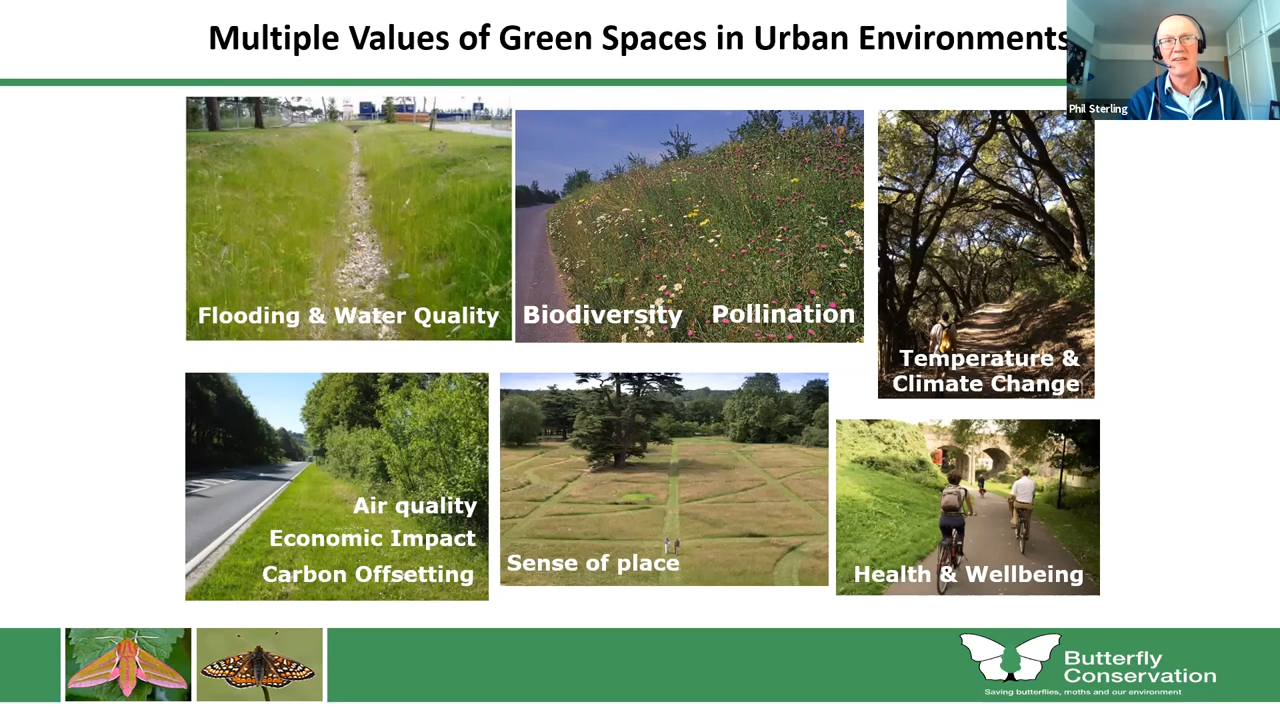 Multiple Values of Green Spaces in Urban Environments
Phil Sterling
Flooding & Water Quality
Biodiversity Pollination
Temperature &
Climate Change
Air quality
Economic Impact
Carbon Offsetting
Sense of place
Health & Wellbeing
Butterfly
Conservation
Saving butterflies, moths and our environment